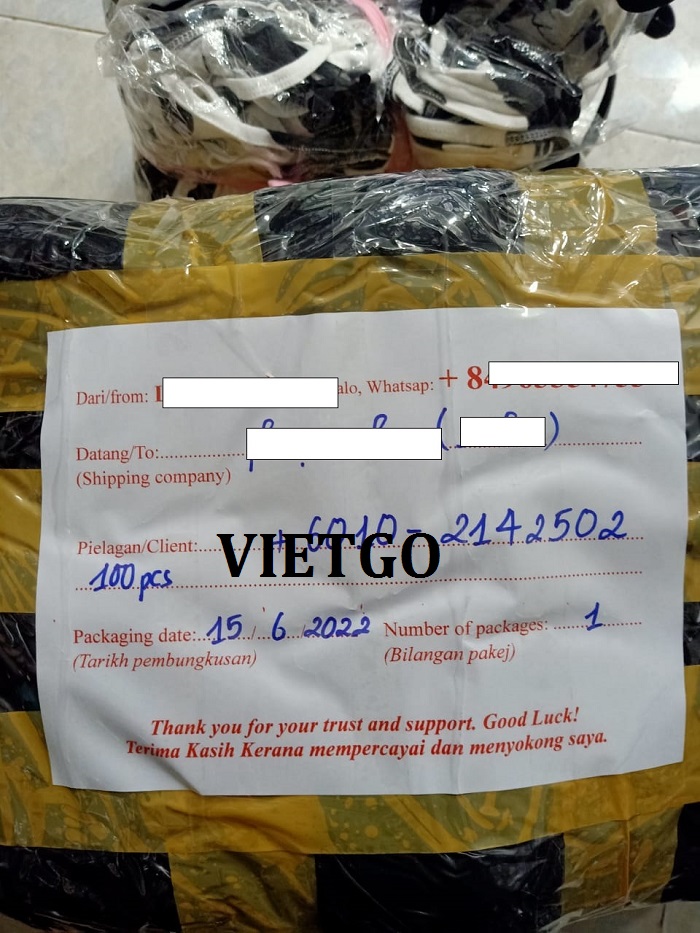 Dari/from: alo, Whatsap: + 84
Datang/To: ( )
(Shipping company)
Pielagan/Client: + 6010 - 2142502
VIETGO
100 pcs
Packaging date: 15 / 6 / 2022 Number of packages: 1
(Tarikh pembungkusan) (Bilangan pakej)
Thank you for your trust and support. Good Luck!
Terima Kasih Kerana mempercayai dan menyokong saya.